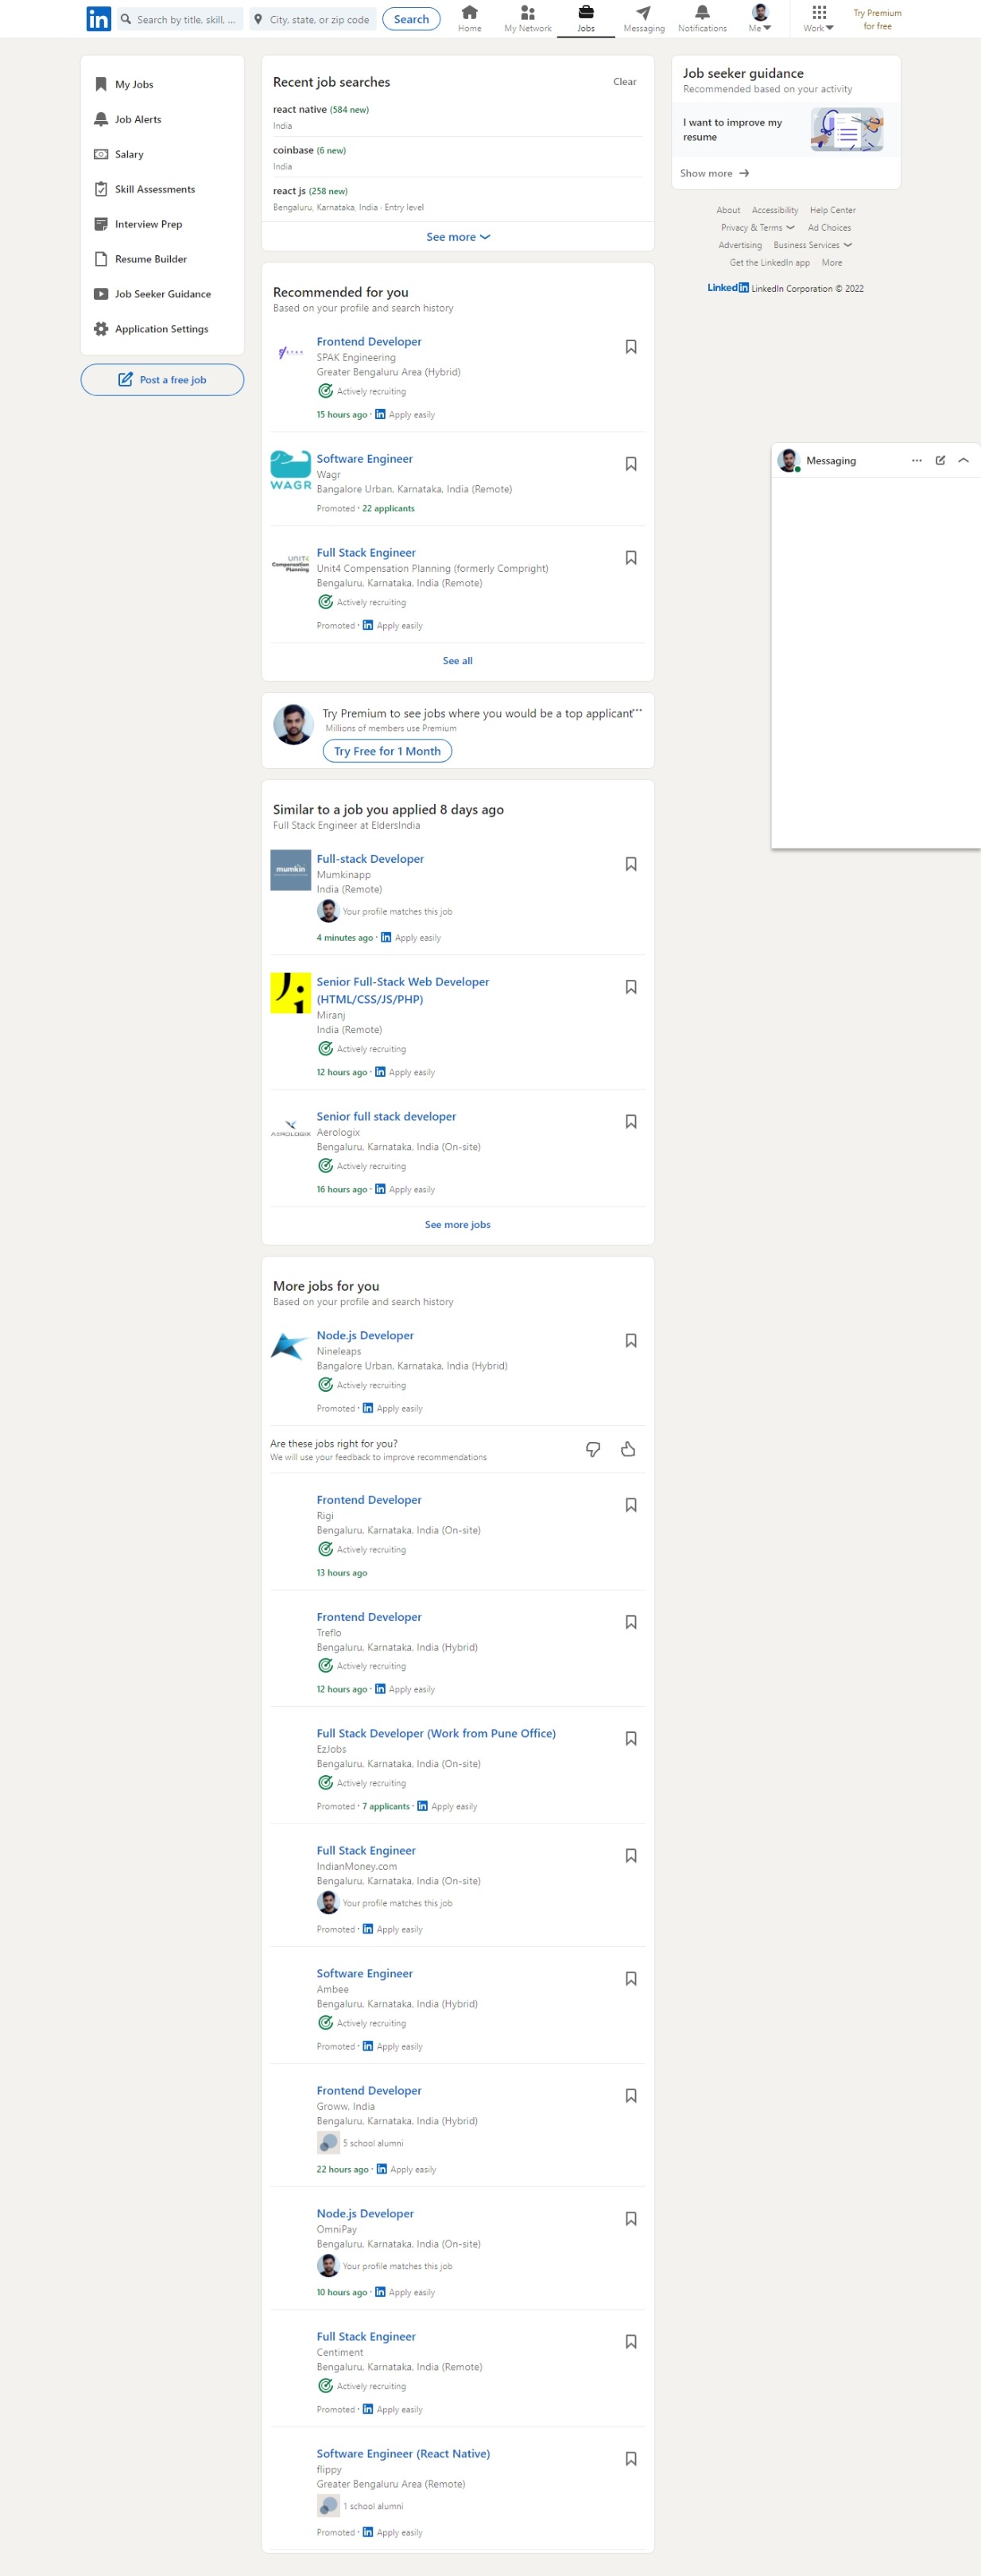 in
Search by title, skill, ...
City, state, or zip code
Search
Home
My Network
Jobs
Messaging
Notifications
Me
Work
Try Premium
for free
My Jobs
Job Alerts
Salary
Skill Assessments
Interview Prep
Resume Builder
Job Seeker Guidance
Application Settings
Post a free job
Recent job searches
Clear
react native (584 new)
India
coinbase (6 new)
India
react js (258 new)
Bengaluru, Karnataka, India · Entry level
See more
Recommended for you
Based on your profile and search history
Frontend Developer
SPAK Engineering
Greater Bengaluru Area (Hybrid)
Actively recruiting
15 hours ago · in Apply easily
WAGR
Software Engineer
Wagr
Bangalore Urban, Karnataka, India (Remote)
Promoted · 22 applicants
UNIT4
Compensation
Planning
Full Stack Engineer
Unit4 Compensation Planning (formerly Compright)
Bengaluru, Karnataka, India (Remote)
Actively recruiting
Promoted · in Apply easily
See all
Try Premium to see jobs where you would be a top applicant
Millions of members use Premium
Try Free for 1 Month
Similar to a job you applied 8 days ago
Full Stack Engineer at EldersIndia
mumkin
Full-stack Developer
Mumkinapp
India (Remote)
Your profile matches this job
4 minutes ago · in Apply easily
Senior Full-Stack Web Developer
(HTML/CSS/JS/PHP)
Miranj
India (Remote)
Actively recruiting
12 hours ago · in Apply easily
AEROLOGIX
Senior full stack developer
Aerologix
Bengaluru, Karnataka, India (On-site)
Actively recruiting
16 hours ago · in Apply easily
See more jobs
More jobs for you
Based on your profile and search history
Node.js Developer
Nineleaps
Bangalore Urban, Karnataka, India (Hybrid)
Actively recruiting
Promoted · in Apply easily
Are these jobs right for you?
We will use your feedback to improve recommendations
Frontend Developer
Rigi
Bengaluru, Karnataka, India (On-site)
Actively recruiting
13 hours ago
Frontend Developer
Treflo
Bengaluru, Karnataka, India (Hybrid)
Actively recruiting
12 hours ago · in Apply easily
Full Stack Developer (Work from Pune Office)
EzJobs
Bengaluru, Karnataka, India (On-site)
Actively recruiting
Promoted · 7 applicants · in Apply easily
Full Stack Engineer
IndianMoney.com
Bengaluru, Karnataka, India (On-site)
Your profile matches this job
Promoted · in Apply easily
Software Engineer
Ambee
Bengaluru, Karnataka, India (Hybrid)
Actively recruiting
Promoted · in Apply easily
Frontend Developer
Groww, India
Bengaluru, Karnataka, India (Hybrid)
5 school alumni
22 hours ago · in Apply easily
Node.js Developer
OmniPay
Bengaluru, Karnataka, India (On-site)
Your profile matches this job
10 hours ago · in Apply easily
Full Stack Engineer
Centiment
Bengaluru, Karnataka, India (Remote)
Actively recruiting
Promoted · in Apply easily
Software Engineer (React Native)
flippy
Greater Bengaluru Area (Remote)
1 school alumni
Promoted · in Apply easily
Job seeker guidance
Recommended based on your activity
I want to improve my
resume
Show more
About Accessibility Help Center
Privacy & Terms Ad Choices
Advertising Business Services
Get the LinkedIn app More
LinkedIn LinkedIn Corporation © 2022
Messaging